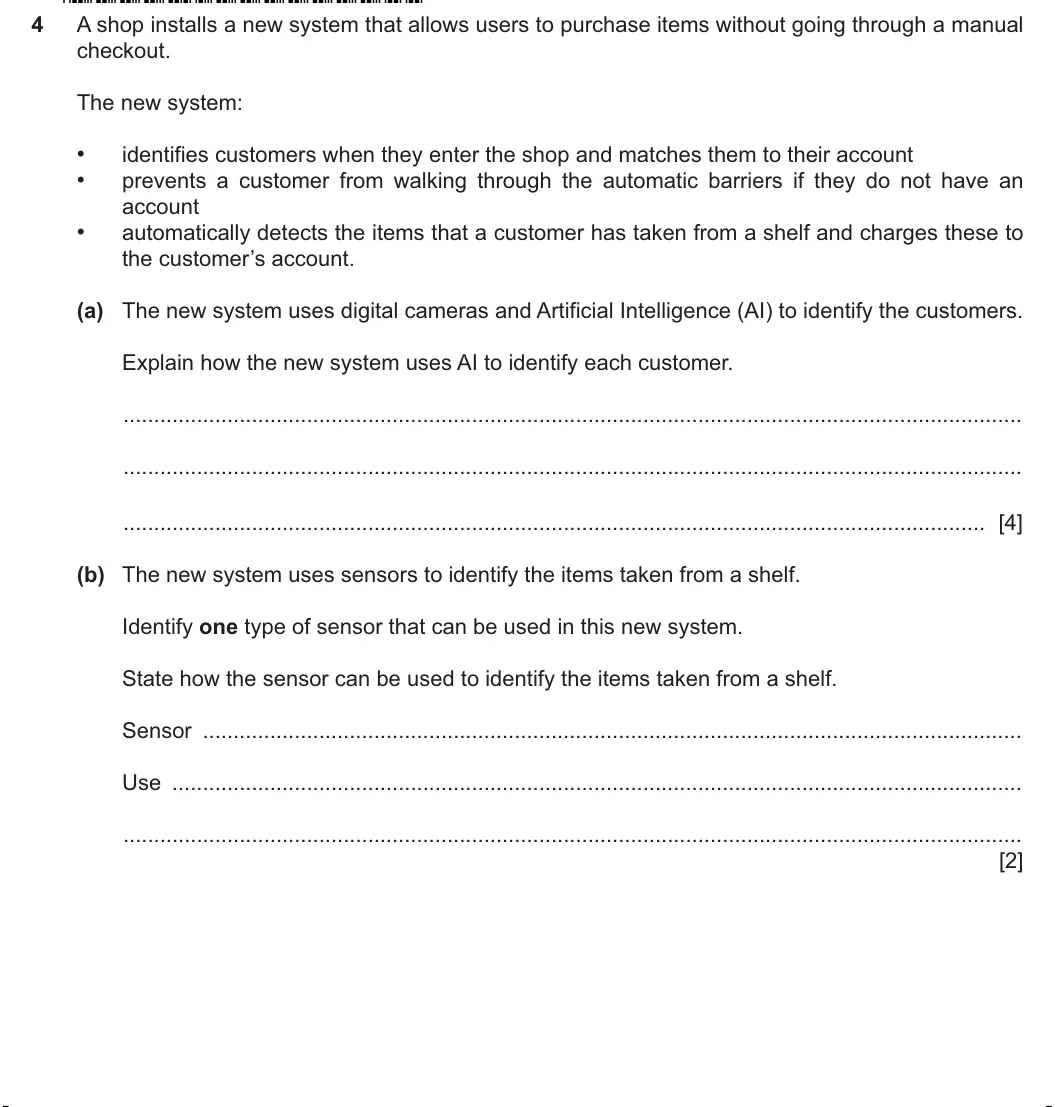 4 A shop installs a new system that allows users to purchase items without going through a manual
checkout.
The new system:
• identifies customers when they enter the shop and matches them to their account
• prevents a customer from walking through the automatic barriers if they do not have an
account
• automatically detects the items that a customer has taken from a shelf and charges these to
the customer's account.
(a) The new system uses digital cameras and Artificial Intelligence (AI) to identify the customers.
Explain how the new system uses AI to identify each customer.
..........................................................................................
..........................................................................................
.......................................................................................... [4]
(b) The new system uses sensors to identify the items taken from a shelf.
Identify one type of sensor that can be used in this new system.
State how the sensor can be used to identify the items taken from a shelf.
Sensor ..........................................................................................
Use ..........................................................................................
..........................................................................................
[2]